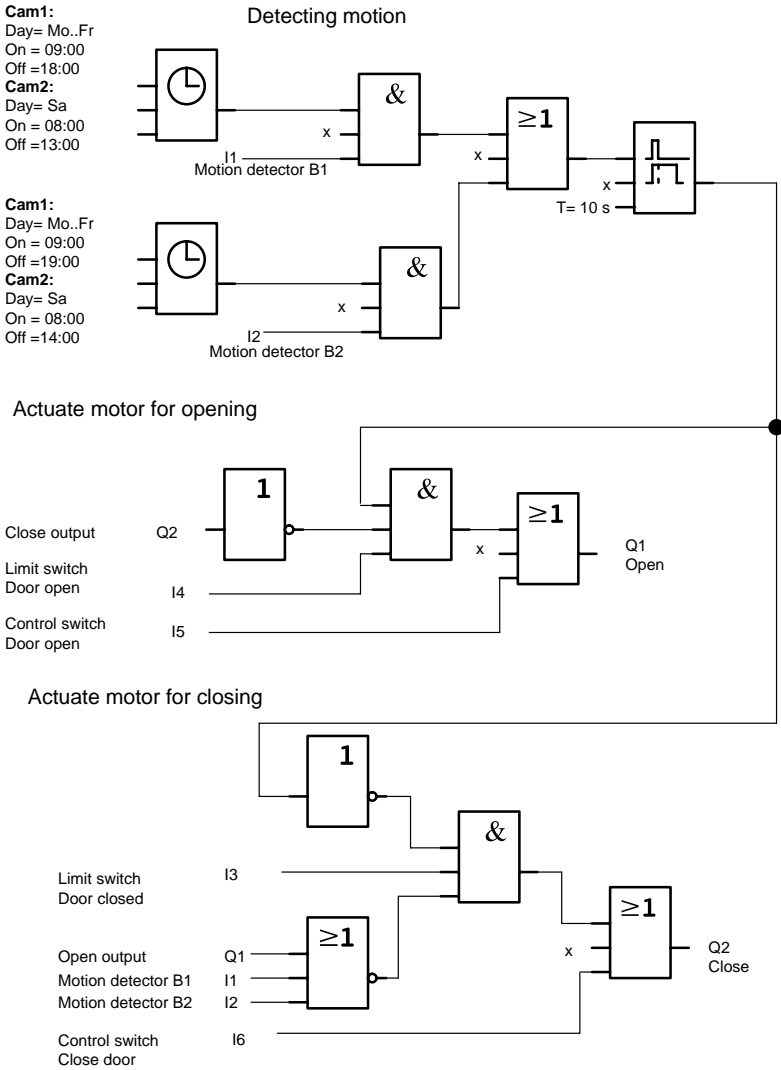 Detecting motion
Cam1:
Day= Mo..Fr
On = 09:00
Off =18:00
Cam2:
Day= Sa
On = 08:00
Off =13:00
&
x
I1
Motion detector B1
≥1
x
x
T= 10 s
Cam1:
Day= Mo..Fr
On = 09:00
Off =19:00
Cam2:
Day= Sa
On = 08:00
Off =14:00
&
x
I2
Motion detector B2
Actuate motor for opening
1
&
≥1
Close output Q2
x
Q1
Open
Limit switch
Door open I4
Control switch
Door open I5
Actuate motor for closing
1
&
Limit switch
Door closed
I3
≥1
≥1
Open output Q1
Motion detector B1 I1
Motion detector B2 I2
x
Q2
Close
Control switch
Close door
I6